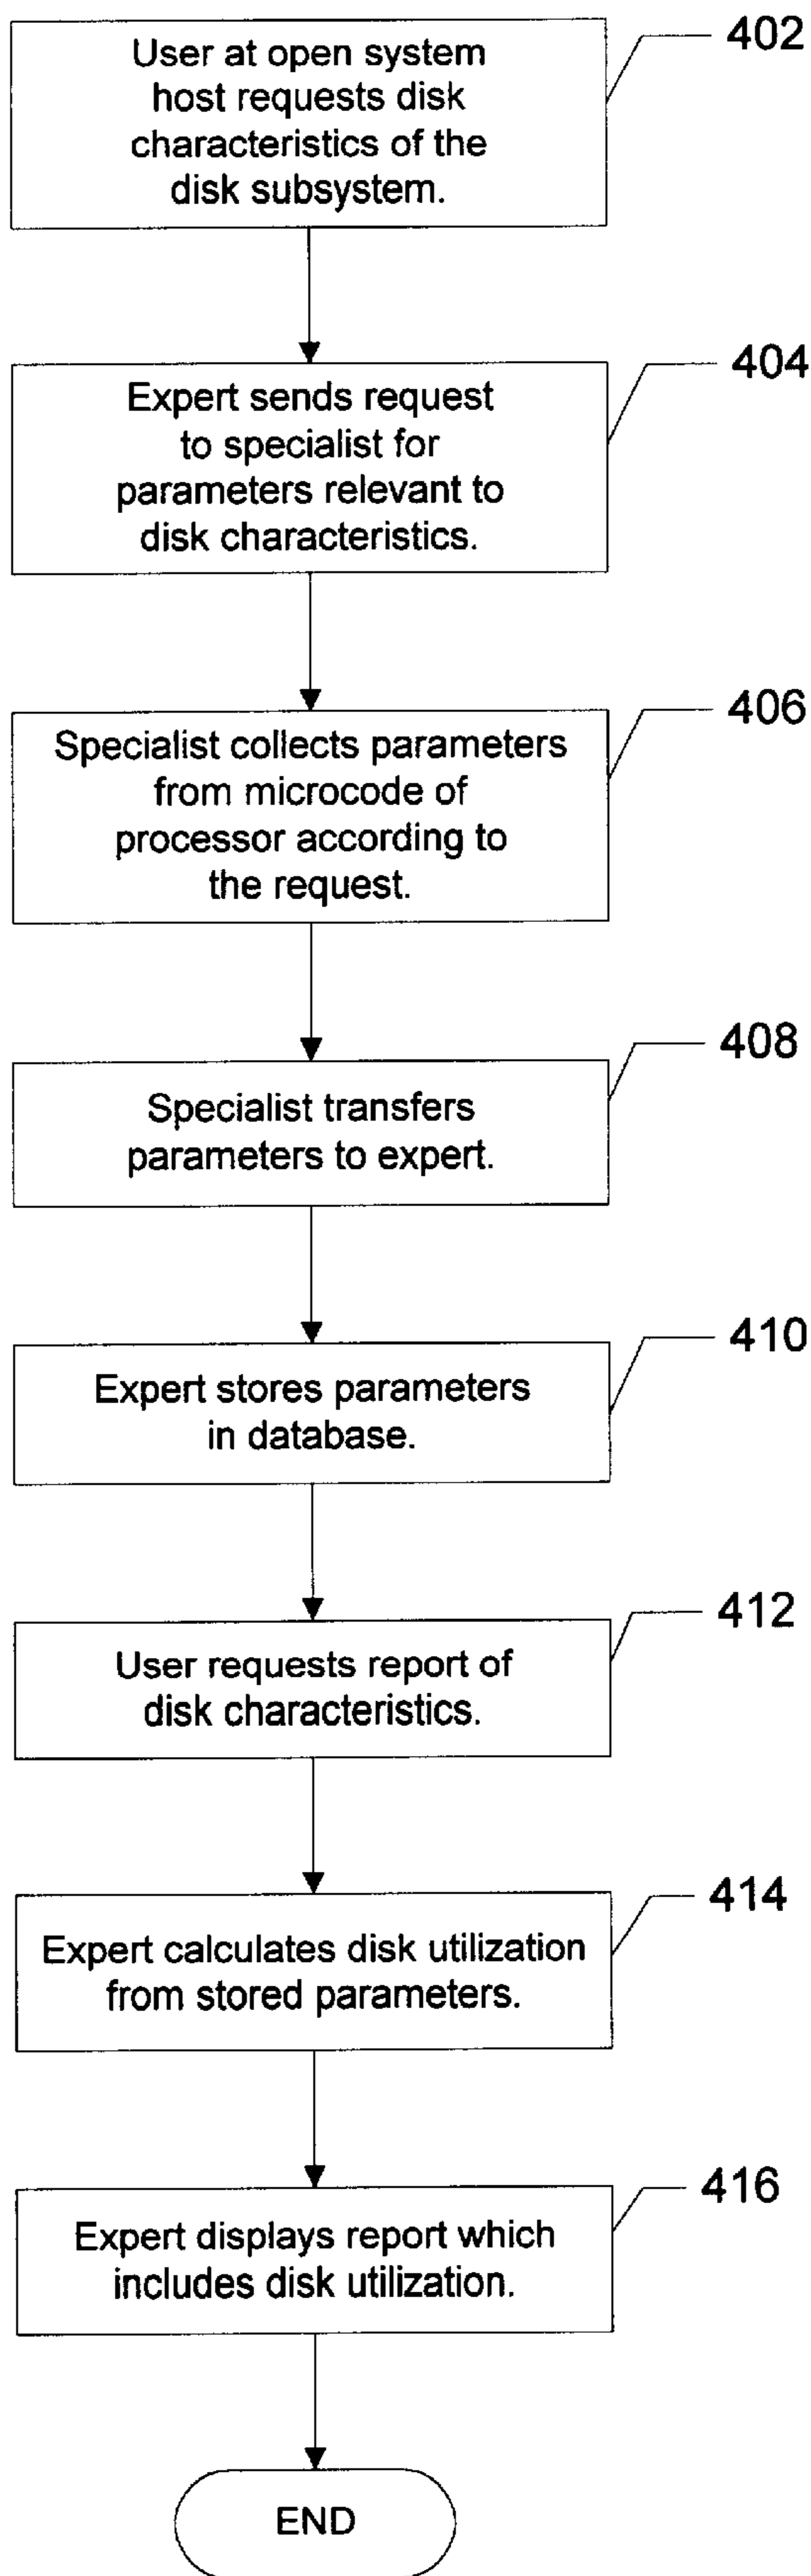 User at open system
host requests disk
characteristics of the
disk subsystem.
402
Expert sends request
to specialist for
parameters relevant to
disk characteristics.
404
Specialist collects parameters
from microcode of
processor according to
the request.
406
Specialist transfers
parameters to expert.
408
Expert stores parameters
in database.
410
User requests report of
disk characteristics.
412
Expert calculates disk utilization
from stored parameters.
414
Expert displays report which
includes disk utilization.
416
END